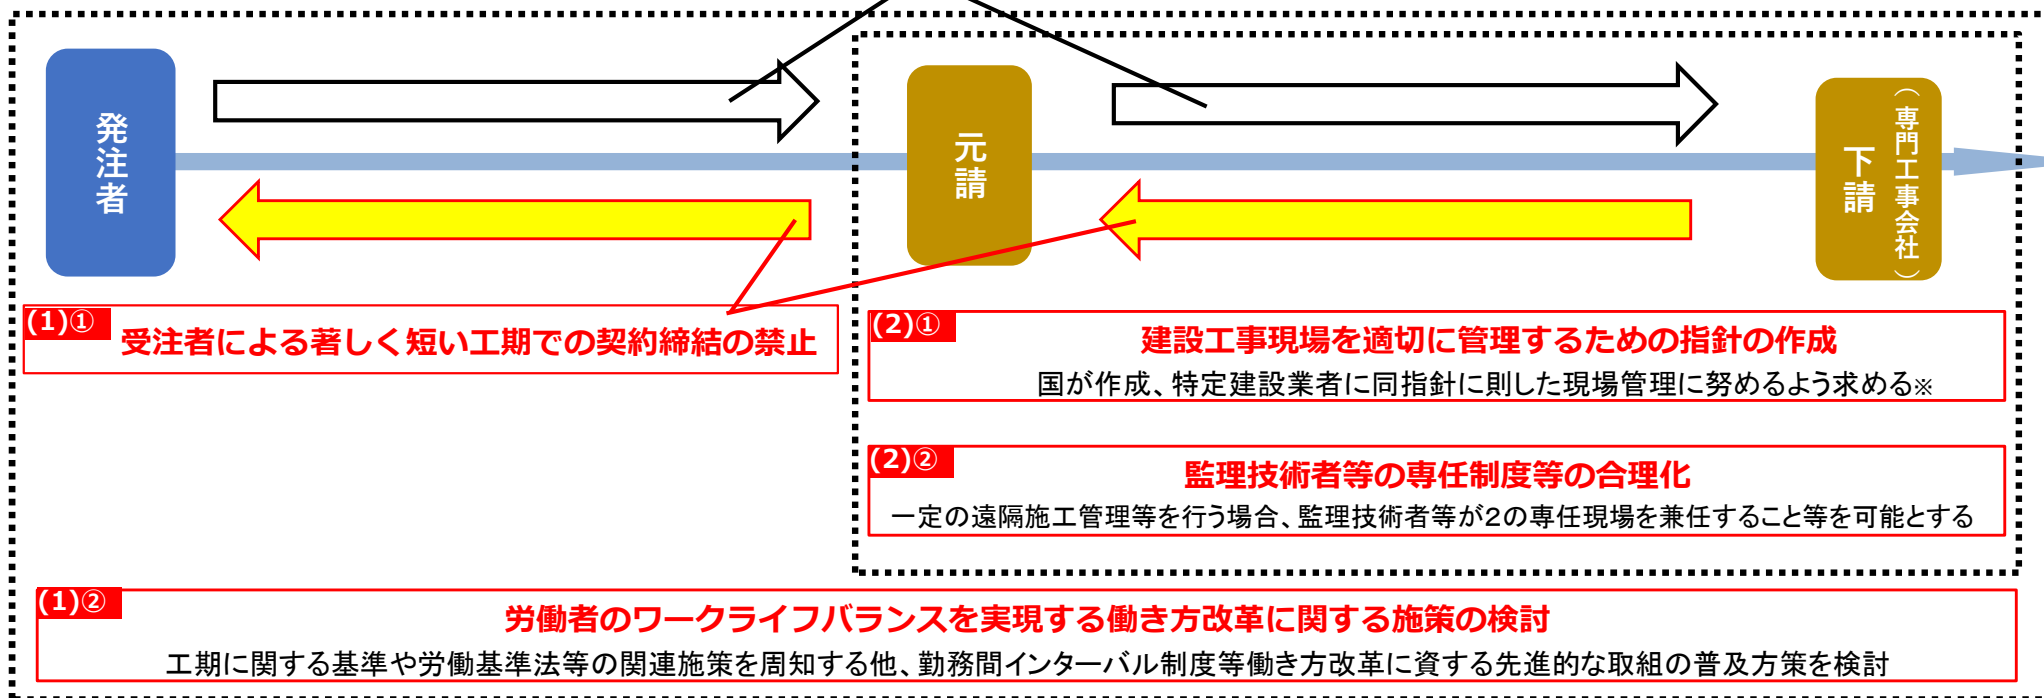 発注者
元請
下請
（専門工事会社）
(1)①
受注者による著しく短い工期での契約締結の禁止
(2)①
建設工事現場を適切に管理するための指針の作成
国が作成、特定建設業者に同指針に則した現場管理に努めるよう求める※
(2)②
監理技術者等の専任制度等の合理化
一定の遠隔施工管理等を行う場合、監理技術者等が２の専任現場を兼任すること等を可能とする
(1)②
労働者のワークライフバランスを実現する働き方改革に関する施策の検討
工期に関する基準や労働基準法等の関連施策を周知する他、勤務間インターバル制度等働き方改革に資する先進的な取組の普及方策を検討